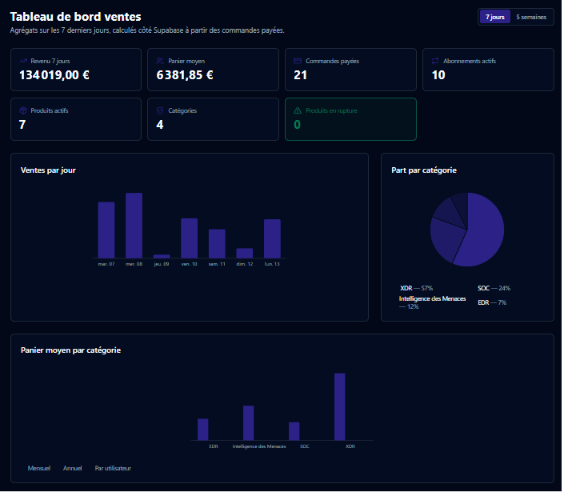 Tableau de bord ventes
Agrégats sur les 7 derniers jours, calculés côté Supabase à partir des commandes payées.
7 jours
5 semaines
Revenu 7 jours
134 019,00 €
Panier moyen
6 381,85 €
Commandes payées
21
Abonnements actifs
10
Produits actifs
7
Catégories
4
Produits en rupture
0
Ventes par jour
mar. 07
mer. 08
jeu. 09
ven. 10
sam. 11
dim. 12
lun. 13
Part par catégorie
XDR — 57%
SOC — 24%
Intelligence des Menaces
— 12%
EDR — 7%
Panier moyen par catégorie
EDR
Intelligence des Menaces
SOC
XDR
Mensuel
Annuel
Par utilisateur